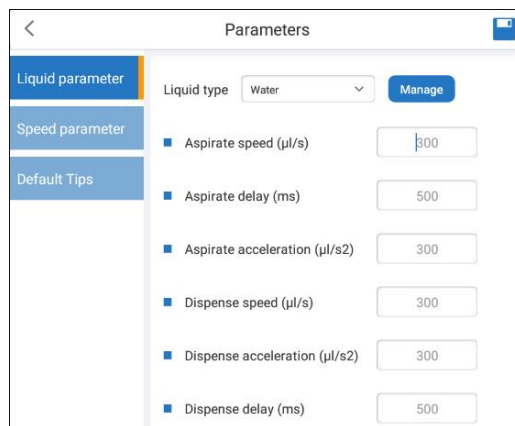 Parameters
Liquid parameter
Speed parameter
Default Tips
Liquid type Water Manage
Aspirate speed (µl/s) 300
Aspirate delay (ms) 500
Aspirate acceleration (µl/s2) 300
Dispense speed (µl/s) 300
Dispense acceleration (µl/s2) 300
Dispense delay (ms) 500